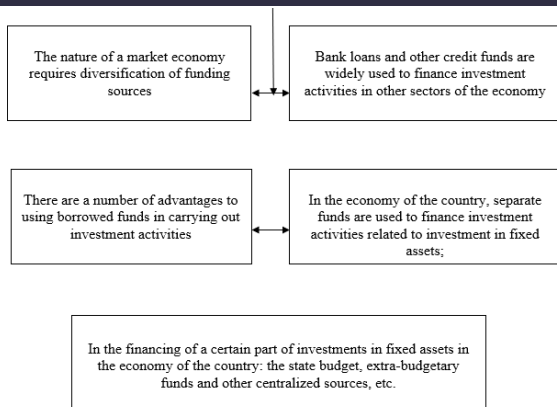 The nature of a market economy
requires diversification of funding
sources
Bank loans and other credit funds are
widely used to finance investment
activities in other sectors of the economy
There are a number of advantages to
using borrowed funds in carrying out
investment activities
In the economy of the country, separate
funds are used to finance investment
activities related to investment in fixed
assets;
In the financing of a certain part of investments in fixed assets in
the economy of the country: the state budget, extra-budgetary
funds and other centralized sources, etc.